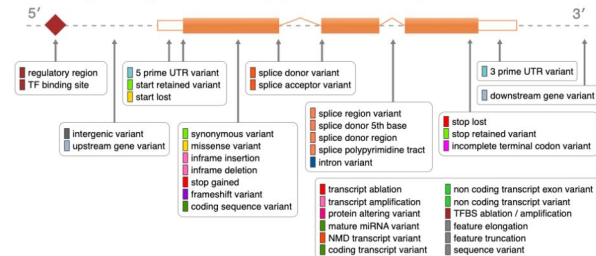 5′
3′
regulatory region
TF binding site
5 prime UTR variant
start retained variant
start lost
splice donor variant
splice acceptor variant
3 prime UTR variant
downstream gene variant
intergenic variant
upstream gene variant
synonymous variant
missense variant
inframe insertion
inframe deletion
stop gained
frameshift variant
coding sequence variant
splice region variant
splice donor 5th base
splice donor region
splice polypyrimidine tract
intron variant
stop lost
stop retained variant
incomplete terminal codon variant
transcript ablation
transcript amplification
protein altering variant
mature miRNA variant
NMD transcript variant
coding transcript variant
non coding transcript exon variant
non coding transcript variant
TFBS ablation / amplification
feature elongation
feature truncation
sequence variant